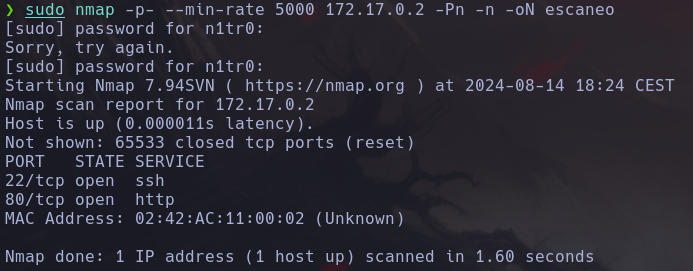 ❯ sudo nmap -p- --min-rate 5000 172.17.0.2 -Pn -n -oN escaneo
[sudo] password for n1tr0:
Sorry, try again.
[sudo] password for n1tr0:
Starting Nmap 7.94SVN ( https://nmap.org ) at 2024-08-14 18:24 CEST
Nmap scan report for 172.17.0.2
Host is up (0.000011s latency).
Not shown: 65533 closed tcp ports (reset)
PORT   STATE SERVICE
22/tcp open  ssh
80/tcp open  http
MAC Address: 02:42:AC:11:00:02 (Unknown)
Nmap done: 1 IP address (1 host up) scanned in 1.60 seconds